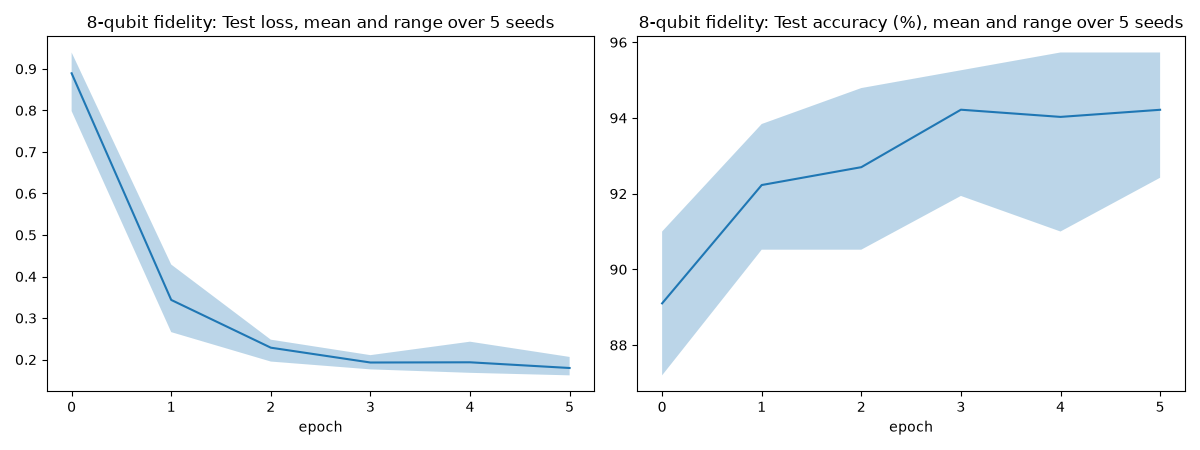 8-qubit fidelity: Test loss, mean and range over 5 seeds
0.9
0.8
0.7
0.6
0.5
0.4
0.3
0.2
0 1 2 3 4 5
epoch
8-qubit fidelity: Test accuracy (%), mean and range over 5 seeds
96
94
92
90
88
0 1 2 3 4 5
epoch